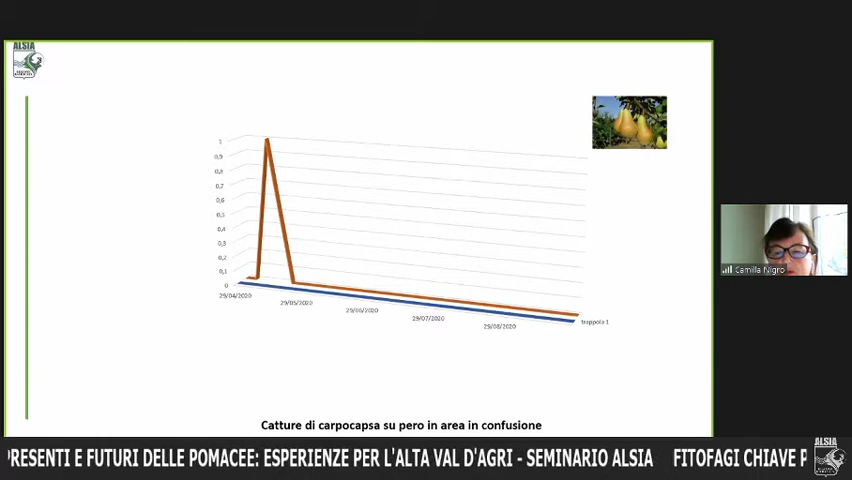 ALSIA
1
0,9
0,8
0,7
0,6
0,5
0,4
0,3
0,2
0,1
0
29/04/2020
29/05/2020
29/06/2020
29/07/2020
29/08/2020
trappola 1
Camilla Nigro
Catture di carpocapsa su pero in area in confusione
PRESENTI E FUTURI DELLE POMACEE: ESPERIENZE PER L'ALTA VAL D'AGRI - SEMINARIO ALSIA FITOFAGI CHIAVE P
ALSIA